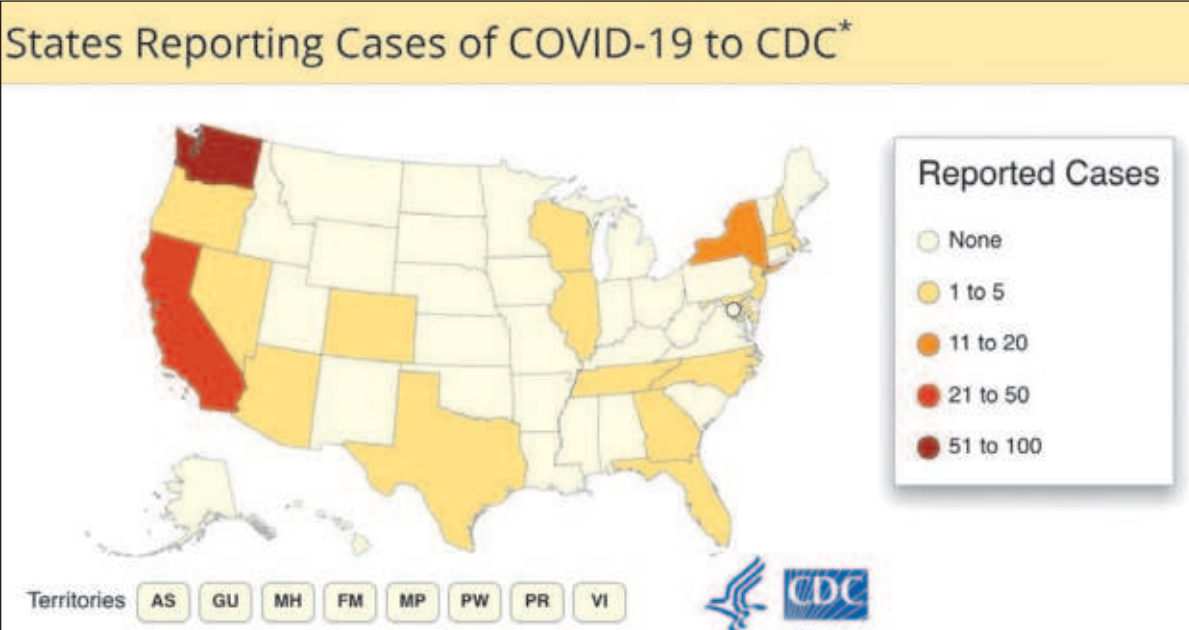 States Reporting Cases of COVID-19 to CDC*
Reported Cases
None
1 to 5
11 to 20
21 to 50
51 to 100
Territories AS GU MH FM MP PW PR VI
CDC